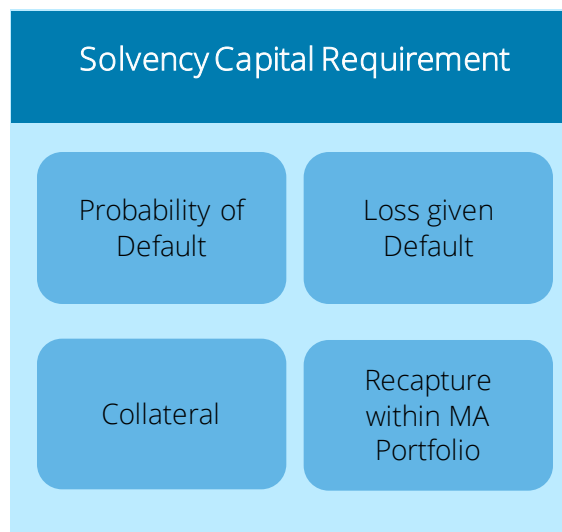 Solvency Capital Requirement
Probability of
Default
Loss given
Default
Collateral
Recapture
within MA
Portfolio